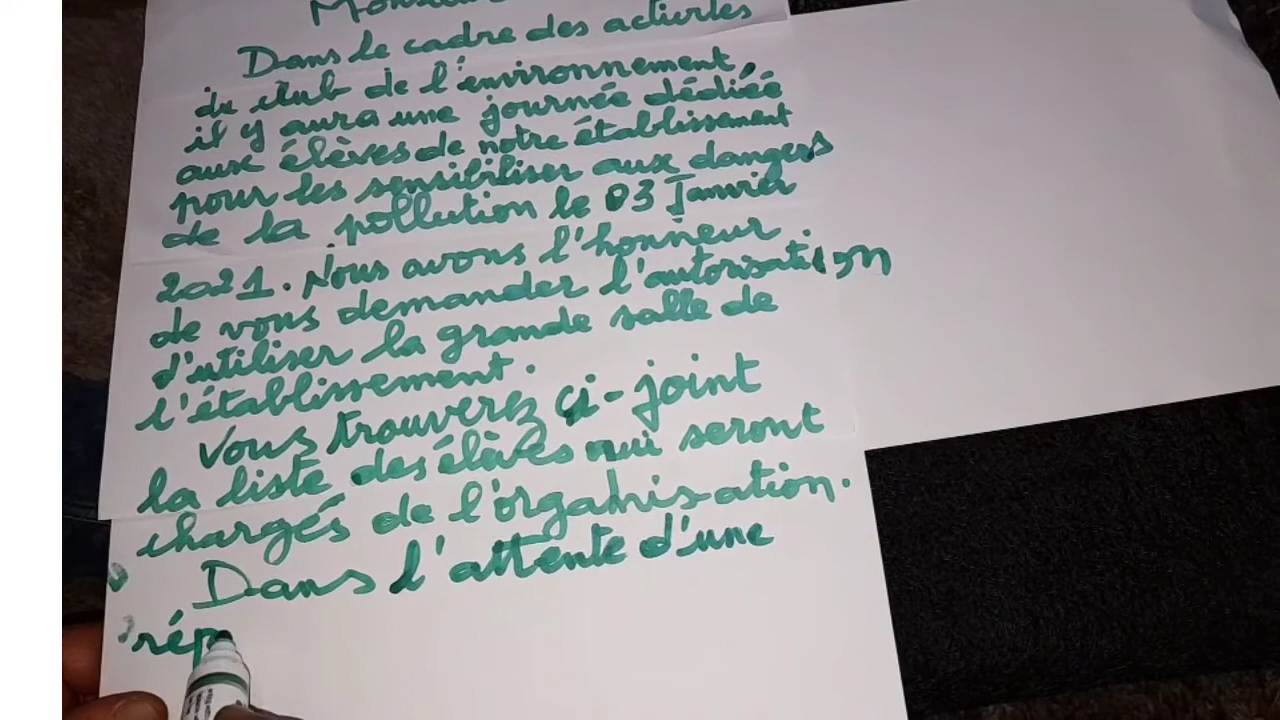 Monsieur
Dans le cadre des activités
du club de l'environnement,
il y aura une journée dédiée
aux élèves de notre établissement
pour les sensibiliser aux dangers
de la pollution le 03 Janvier
2021. Nous avons l'honneur
de vous demander l'autorisation
d'utiliser la grande salle de
l'établissement.
Vous trouverez ci-joint
la liste des élèves qui seront
chargés de l'organisation.
Dans l'attente d'une
rép